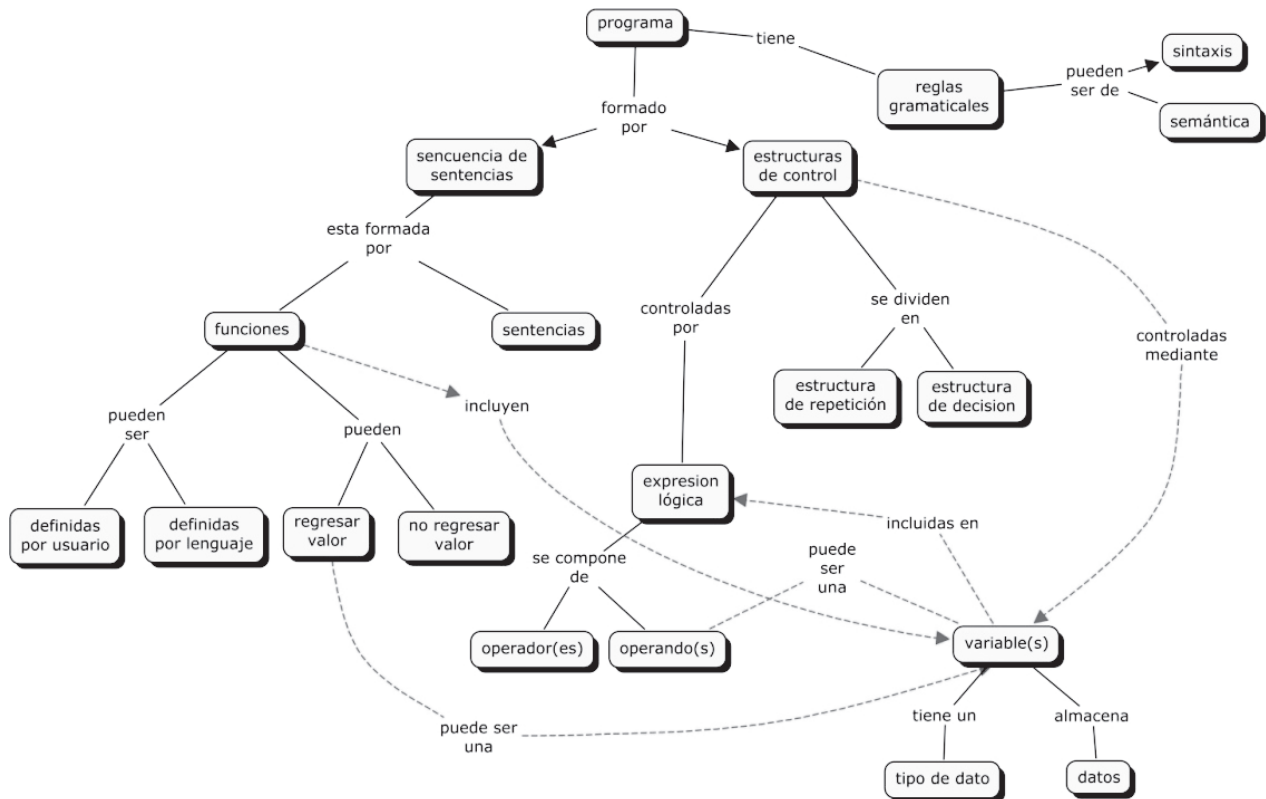 programa
tiene
sintaxis
pueden
ser de
reglas
gramaticales
semántica
formado
por
sencuencia de
sentencias
estructuras
de control
esta formada
por
funciones
sentencias
controladas
por
se dividen
en
controladas
mediante
estructura
de repetición
estructura
de decision
incluyen
pueden
ser
pueden
definidas
por usuario
definidas
por lenguaje
regresar
valor
no regresar
valor
expresion
lógica
incluidas en
se compone
de
puede
ser
una
operador(es)
operando(s)
variable(s)
puede ser
una
tiene un
almacena
tipo de dato
datos